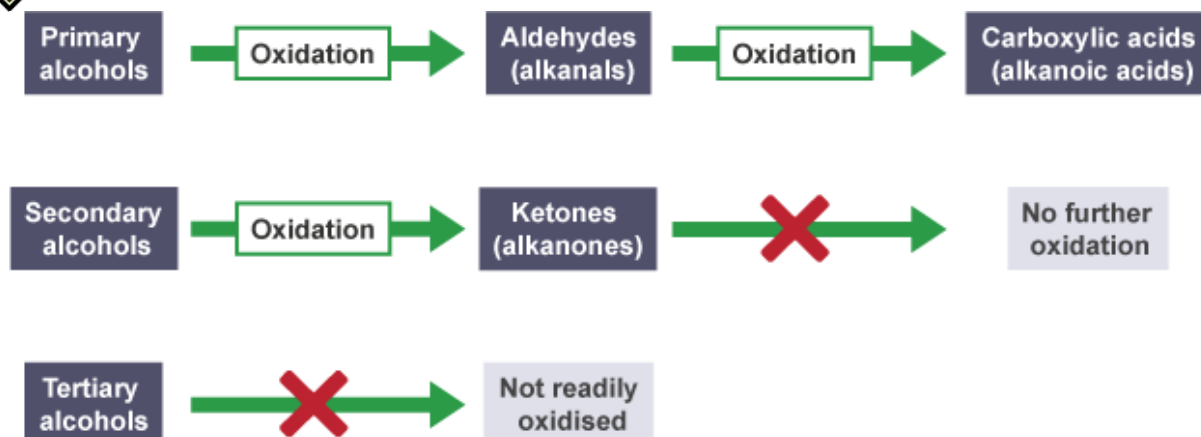 Primary
alcohols
Oxidation
Aldehydes
(alkanals)
Oxidation
Carboxylic acids
(alkanoic acids)
Secondary
alcohols
Oxidation
Ketones
(alkanones)
No further
oxidation
Tertiary
alcohols
Not readily
oxidised